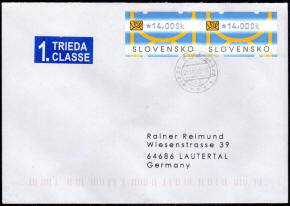 *14.00Sk *14.00Sk
SLOVENSKO SLOVENSKO
1. TRIEDA
CLASSE
Rainer Reimund
Wiesenstrasse 39
64686 LAUTERTAL
Germany